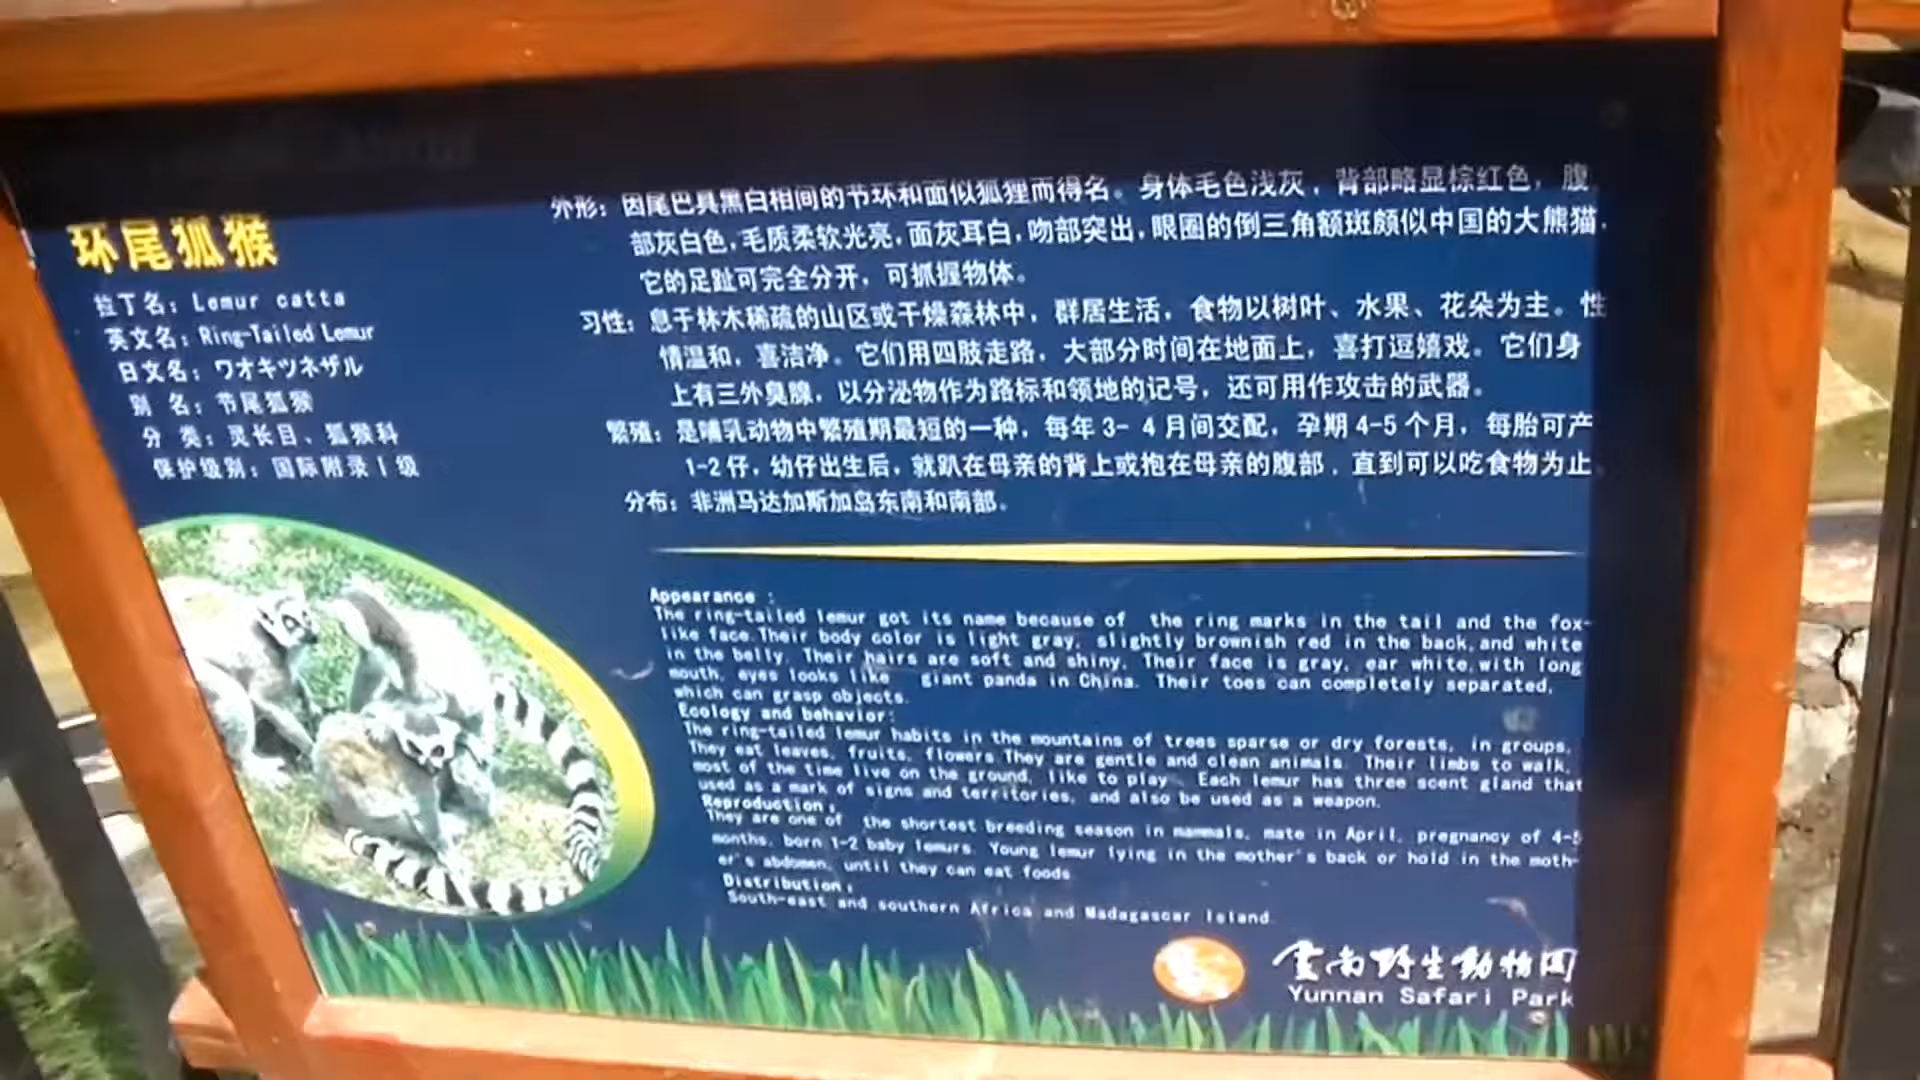 环尾狐猴
拉丁名：Lemur catta
英文名：Ring-Tailed Lemur
日文名：ワオキツネザル
别 名：节尾狐猴
分 类：灵长目、狐猴科
保护级别：国际附录Ⅰ级
外形：因尾巴具黑白相间的节环和面似狐狸而得名。身体毛色浅灰，背部略显棕红色，腹
部灰白色，毛质柔软光亮，面灰耳白，吻部突出，眼圈的倒三角额斑颇似中国的大熊猫，
它的足趾可完全分开，可抓握物体。
习性：息于林木稀疏的山区或干燥森林中，群居生活，食物以树叶、水果、花朵为主。性
情温和，喜洁净。它们用四肢走路，大部分时间在地面上，喜打逗嬉戏。它们身
上有三外臭腺，以分泌物作为路标和领地的记号，还可用作攻击的武器。
繁殖：是哺乳动物中繁殖期最短的一种，每年3- 4月间交配，孕期4-5个月，每胎可产
1-2仔，幼仔出生后，就趴在母亲的背上或抱在母亲的腹部，直到可以吃食物为止。
分布：非洲马达加斯加岛东南和南部。
Appearance :
The ring-tailed lemur got its name because of the ring marks in the tail and the fox-
like face.Their body color is light gray, slightly brownish red in the back,and white
in the belly. Their hairs are soft and shiny. Their face is gray, ear white,with long
mouth, eyes looks like giant panda in China. Their toes can completely separated,
which can grasp objects.
Ecology and behavior:
The ring-tailed lemur habits in the mountains of trees sparse or dry forests, in groups.
They eat leaves, fruits, flowers.They are gentle and clean animals. Their limbs to walk,
most of the time live on the ground, like to play. Each lemur has three scent gland that
used as a mark of signs and territories, and also be used as a weapon.
Reproduction:
They are one of the shortest breeding season in mammals, mate in April, pregnancy of 4-5
months, born 1-2 baby lemurs. Young lemur lying in the mother's back or hold in the moth-
er's abdomen, until they can eat foods
Distribution:
South-east and southern Africa and Madagascar Island.
雲南野生動物园
Yunnan Safari Park